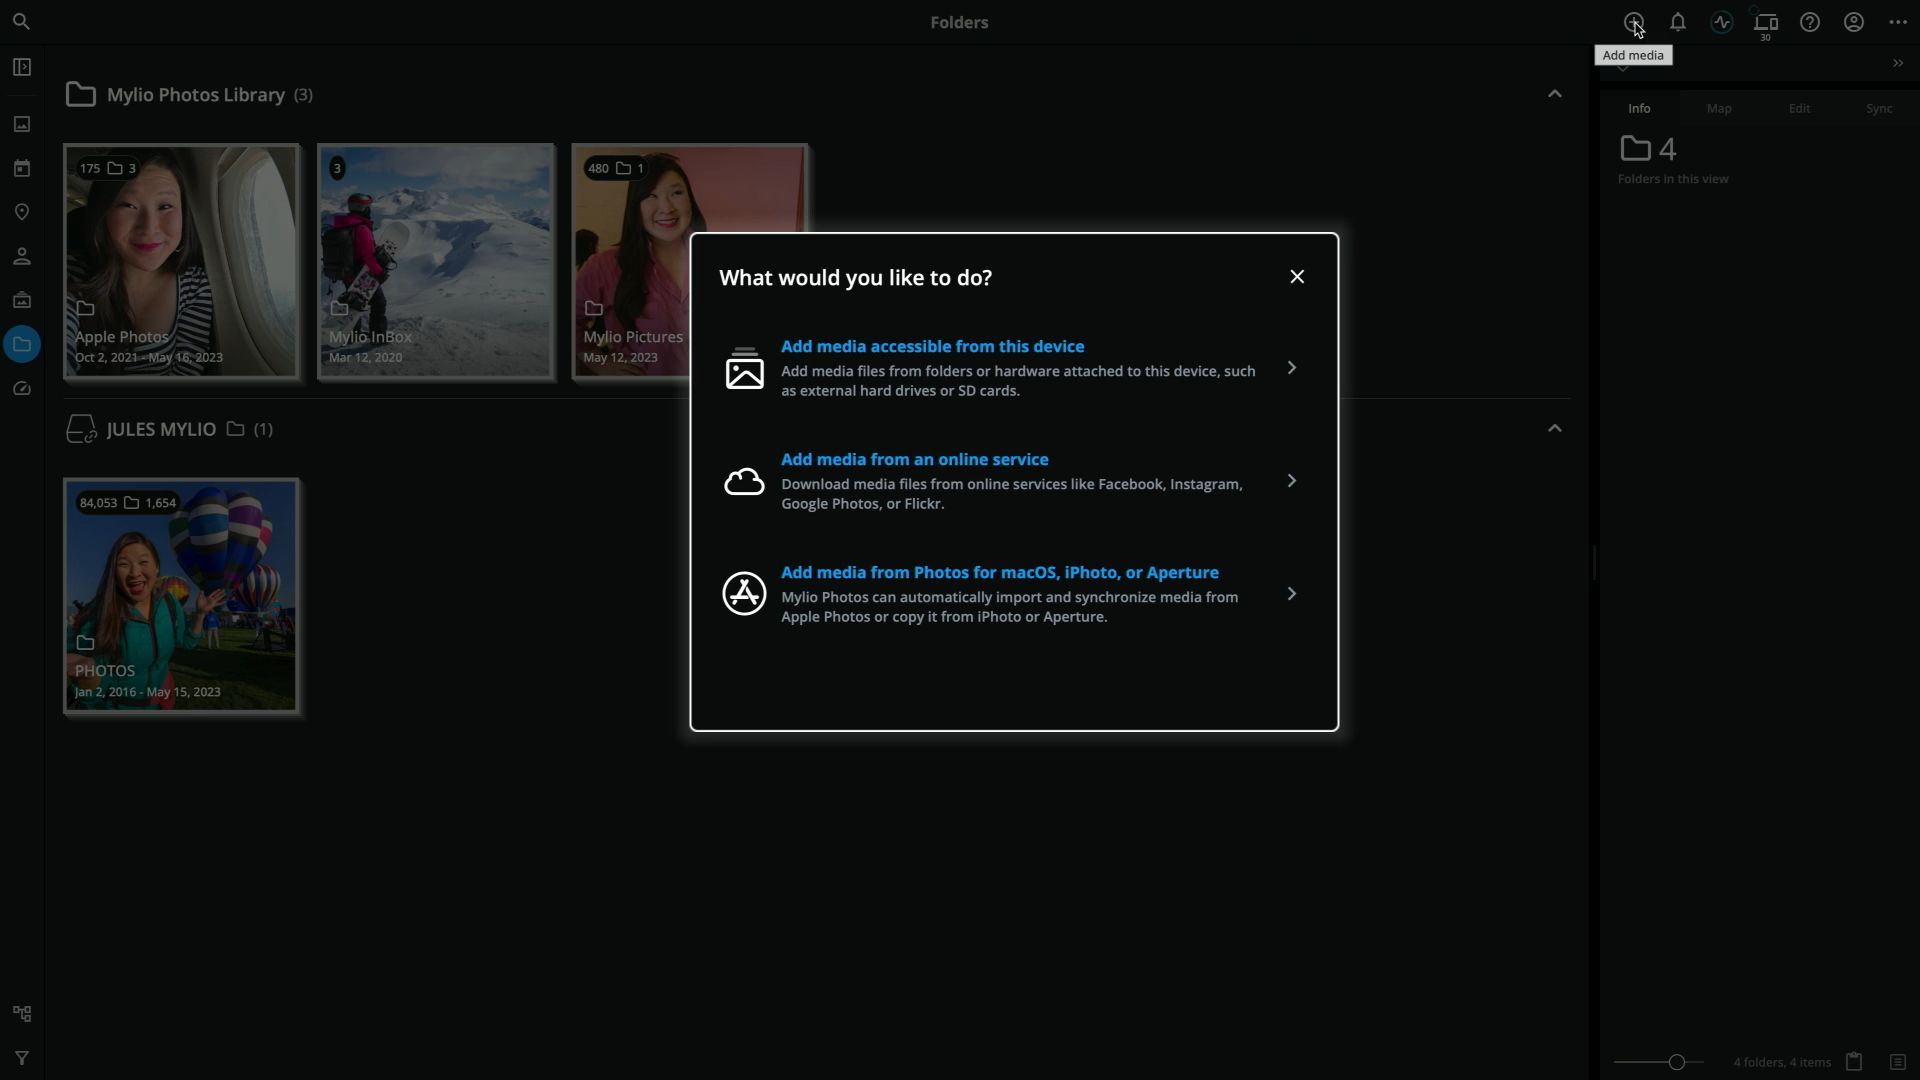 Folders
30
Add media
Mylio Photos Library (3)
175 3
Apple Photos
Oct 2, 2021 - May 16, 2023
3
Mylio InBox
Mar 12, 2020
480 1
Mylio Pictures
May 12, 2023
JULES MYLIO (1)
84,053 1,654
PHOTOS
Jan 2, 2016 - May 15, 2023
What would you like to do?
Add media accessible from this device
Add media files from folders or hardware attached to this device, such
as external hard drives or SD cards.
Add media from an online service
Download media files from online services like Facebook, Instagram,
Google Photos, or Flickr.
Add media from Photos for macOS, iPhoto, or Aperture
Mylio Photos can automatically import and synchronize media from
Apple Photos or copy it from iPhoto or Aperture.
Info Map Edit Sync
4
Folders in this view
4 folders, 4 items